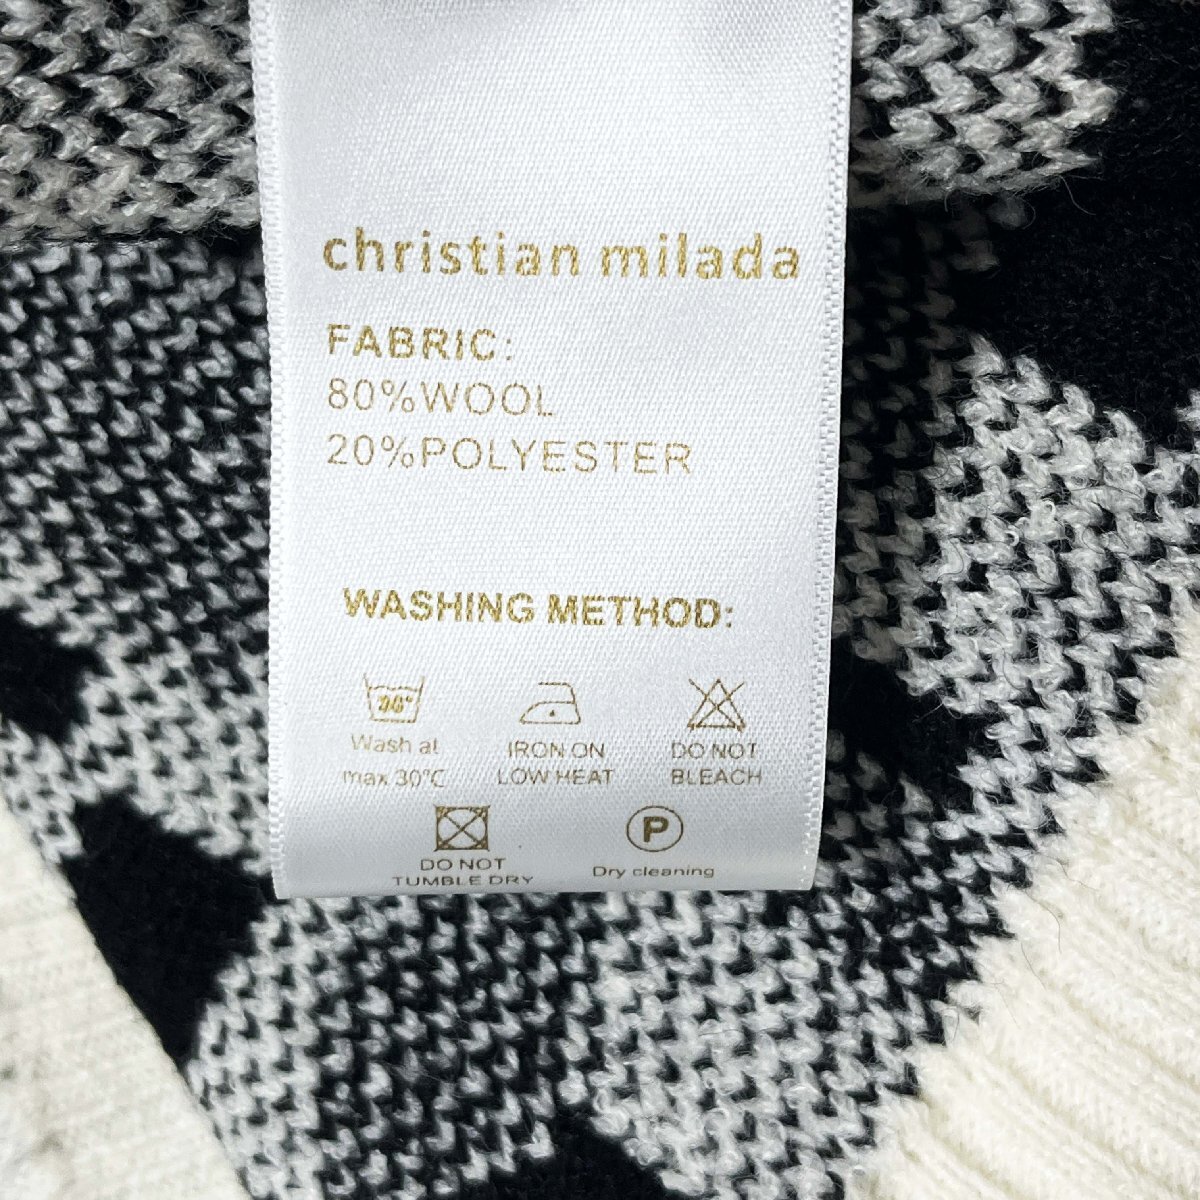 christian milada
FABRIC:
80%WOOL
20%POLYESTER
WASHING METHOD:
Wash at
max 30℃
IRON ON
LOW HEAT
DO NOT
BLEACH
DO NOT
TUMBLE DRY
P
Dry cleaning